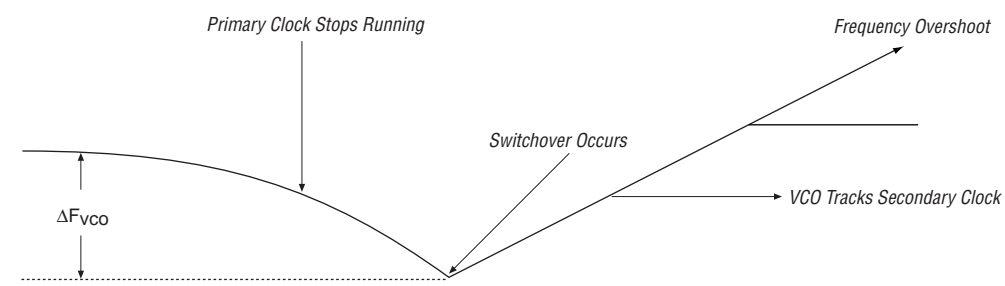 Primary Clock Stops Running
Frequency Overshoot
Switchover Occurs
VCO Tracks Secondary Clock
ΔFvco